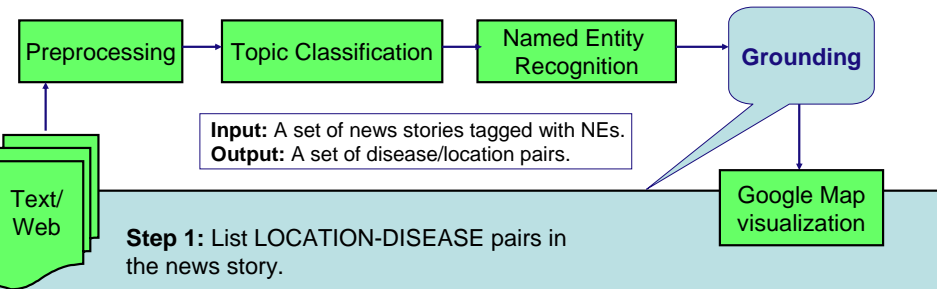 Preprocessing
Topic Classification
Named Entity
Recognition
Grounding
Input: A set of news stories tagged with NEs.
Output: A set of disease/location pairs.
Text/
Web
Google Map
visualization
Step 1: List LOCATION-DISEASE pairs in
the news story.